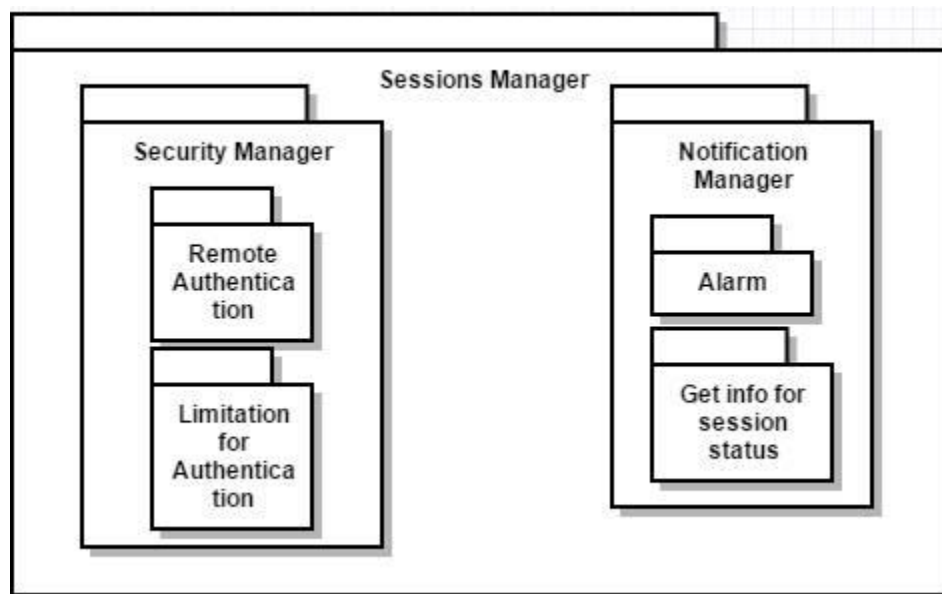 Sessions Manager
Security Manager
Remote
Authentica
tion
Limitation
for
Authentica
tion
Notification
Manager
Alarm
Get info for
session
status